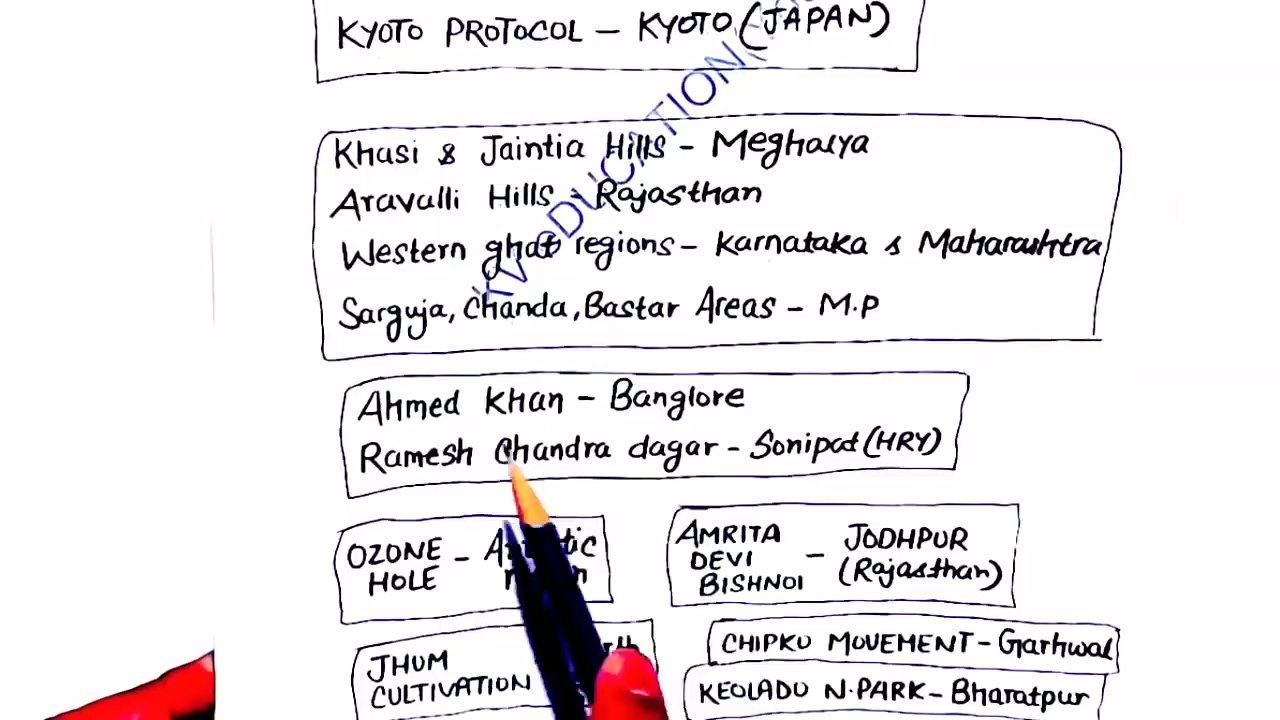 KYOTO PROTOCOL – KYOTO (JAPAN)
Khasi & Jaintia Hills – Meghalya
Aravalli Hills – Rajasthan
Western ghat regions – Karnataka & Maharashtra
Sarguja, Chanda, Bastar Areas – M.P
Ahmed Khan – Banglore
Ramesh Chandra dagar – Sonipat (HRY)
OZONE HOLE –
AMRITA DEVI BISHNOI – JODHPUR (Rajasthan)
JHUM CULTIVATION
CHIPKO MOVEMENT – Garhwal
KEOLADO N. PARK – Bharatpur